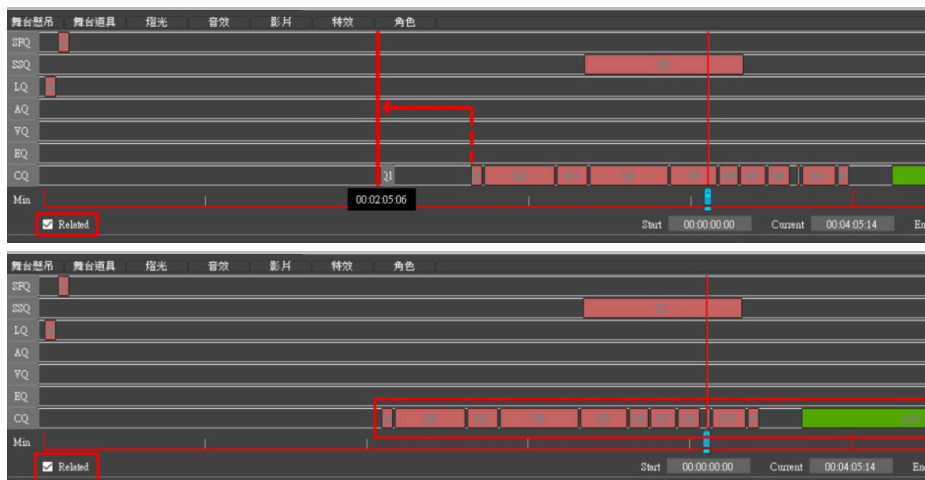 舞台懸吊 舞台道具 燈光 音效 影片 特效 角色
SFQ
SSQ
LQ
AQ
VQ
EQ
CQ Q1
00:02:05:06
Min
Related Start 00:00:00:00 Current 00:04:05:14
舞台懸吊 舞台道具 燈光 音效 影片 特效 角色
SFQ
SSQ
LQ
AQ
VQ
EQ
CQ
Min
Related Start 00:00:00:00 Current 00:04:05:14